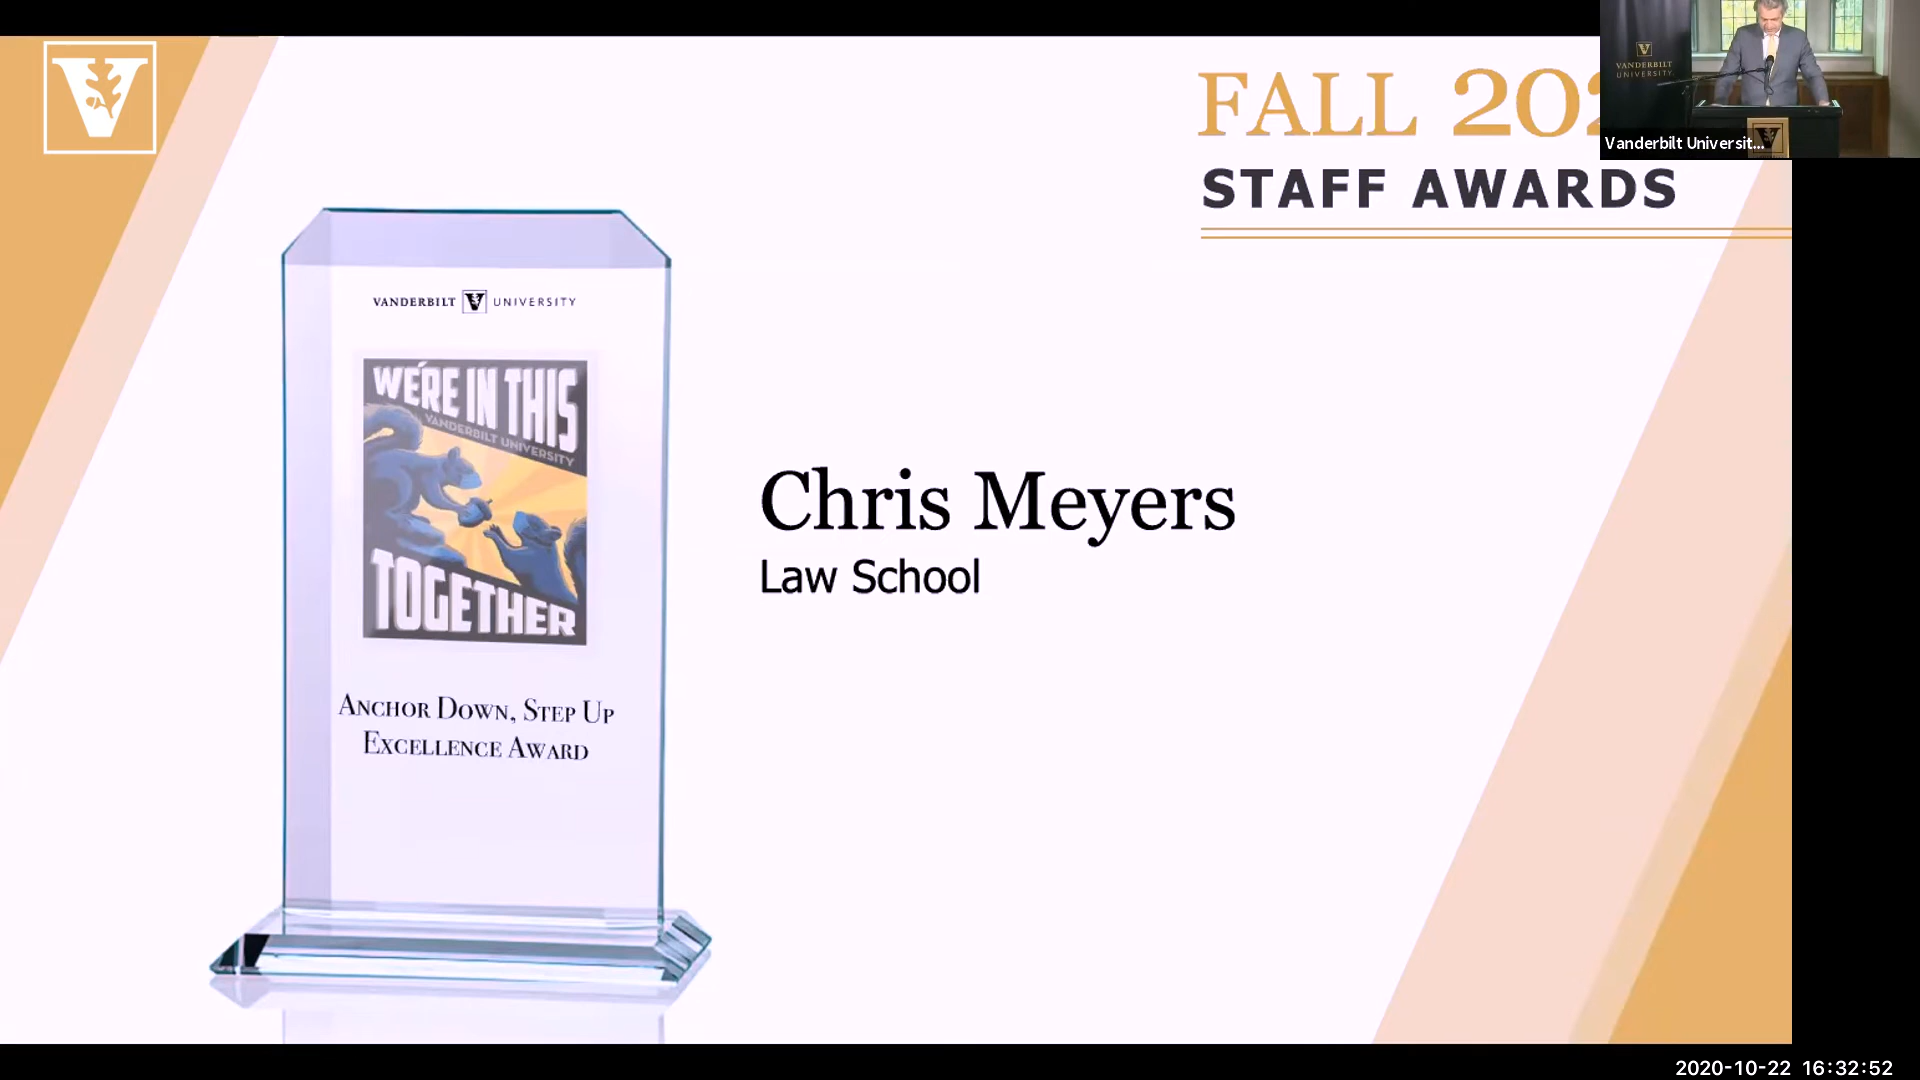 FALL 202
STAFF AWARDS
VANDERBILT
UNIVERSITY
Vanderbilt Universit...
VANDERBILT V UNIVERSITY
WE'RE IN THIS
VANDERBILT UNIVERSITY
TOGETHER
ANCHOR DOWN, STEP UP
EXCELLENCE AWARD
Chris Meyers
Law School
2020-10-22 16:32:52